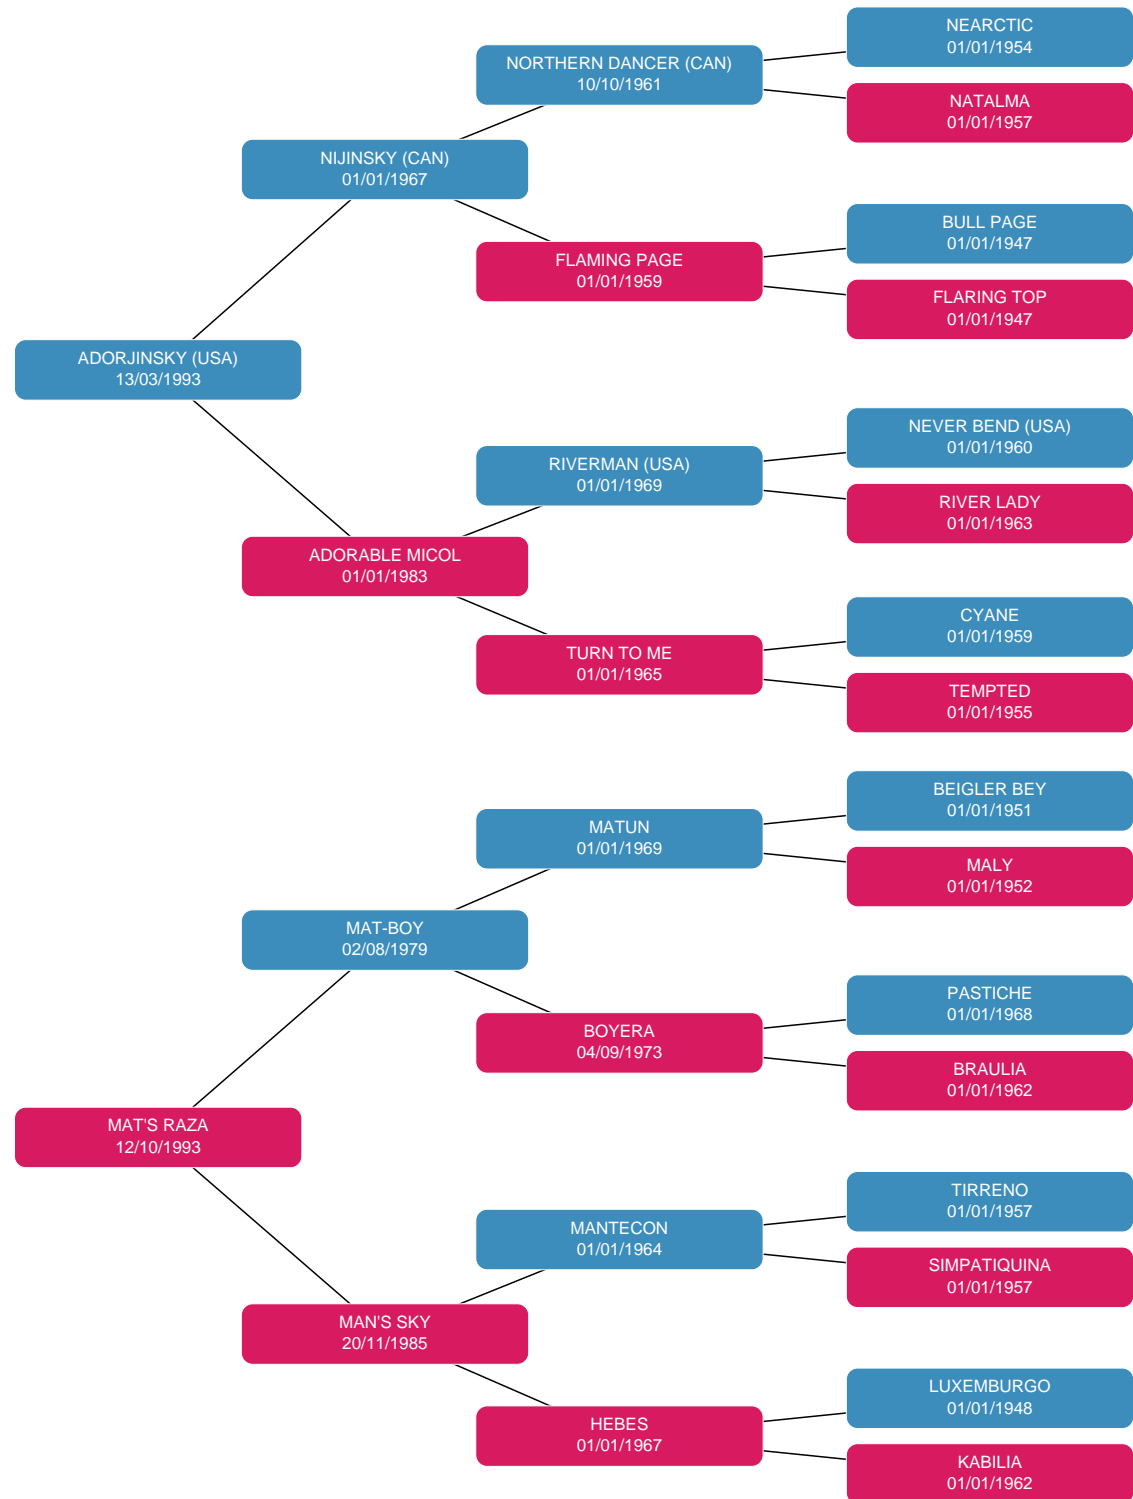 NEARCTIC
01/01/1954
NORTHERN DANCER (CAN)
10/10/1961
NATALMA
01/01/1957
NIJINSKY (CAN)
01/01/1967
BULL PAGE
01/01/1947
FLAMING PAGE
01/01/1959
FLARING TOP
01/01/1947
ADORJINSKY (USA)
13/03/1993
NEVER BEND (USA)
01/01/1960
RIVERMAN (USA)
01/01/1969
RIVER LADY
01/01/1963
ADORABLE MICOL
01/01/1983
CYANE
01/01/1959
TURN TO ME
01/01/1965
TEMPTED
01/01/1955
BEIGLER BEY
01/01/1951
MATUN
01/01/1969
MALY
01/01/1952
MAT-BOY
02/08/1979
PASTICHE
01/01/1968
BOYERA
04/09/1973
BRAULIA
01/01/1962
MAT'S RAZA
12/10/1993
TIRRENO
01/01/1957
MANTECON
01/01/1964
SIMPATIQUINA
01/01/1957
MAN'S SKY
20/11/1985
LUXEMBURGO
01/01/1948
HEBES
01/01/1967
KABILIA
01/01/1962